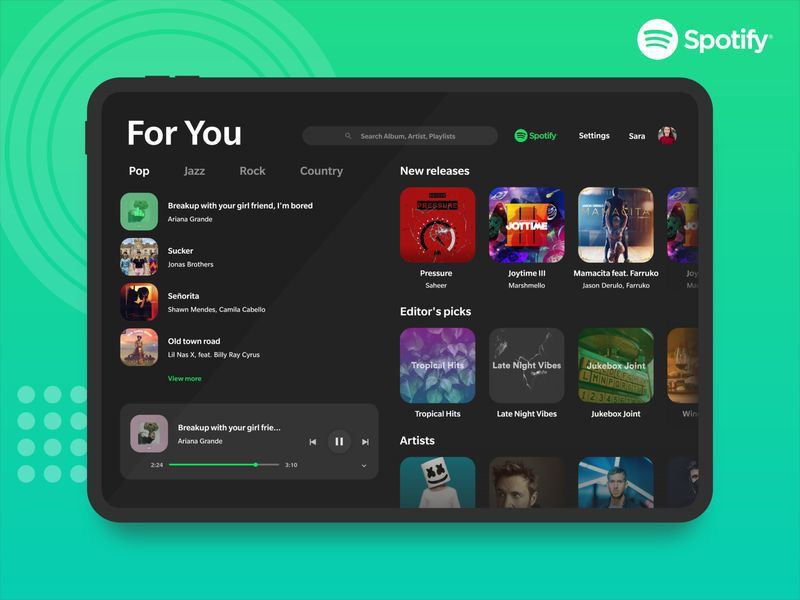 Spotify®
For You
Search Album, Artist, Playlists
Spotify
Settings
Sara
Pop
Jazz
Rock
Country
Breakup with your girl friend, I'm bored
Ariana Grande
Sucker
Jonas Brothers
Señorita
Shawn Mendes, Camila Cabello
Old town road
Lil Nas X, feat. Billy Ray Cyrus
View more
Breakup with your girl frie...
Ariana Grande
2:24
3:10
New releases
PRESSURE
JOYTIME
MAMACITA
Pressure
Saheer
Joytime III
Marshmello
Mamacita feat. Farruko
Jason Derulo, Farruko
Joy
Ma
Editor's picks
Tropical Hits
Late Night Vibes
Jukebox Joint
Tropical Hits
Late Night Vibes
Jukebox Joint
Win
Artists